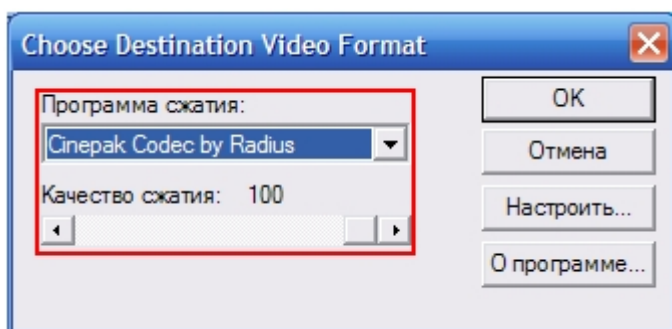 Choose Destination Video Format
Программа сжатия:
Cinepak Codec by Radius
Качество сжатия: 100
OK
Отмена
Настроить...
О программе...